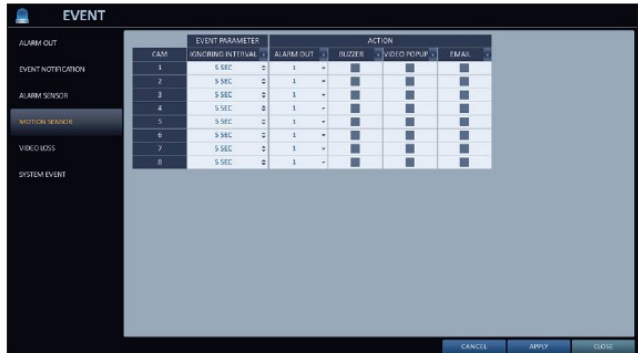 EVENT
ALARM OUT
EVENT NOTIFICATION
ALARM SENSOR
MOTION SENSOR
VIDEO LOSS
SYSTEM EVENT
EVENT PARAMETER ACTION
CAM IGNORING INTERVAL ALARM OUT BUZZER VIDEO POPUP EMAIL
1 5 SEC 1
2 5 SEC 1
3 5 SEC 1
4 5 SEC 1
5 5 SEC 1
6 5 SEC 1
7 5 SEC 1
8 5 SEC 1
CANCEL APPLY CLOSE